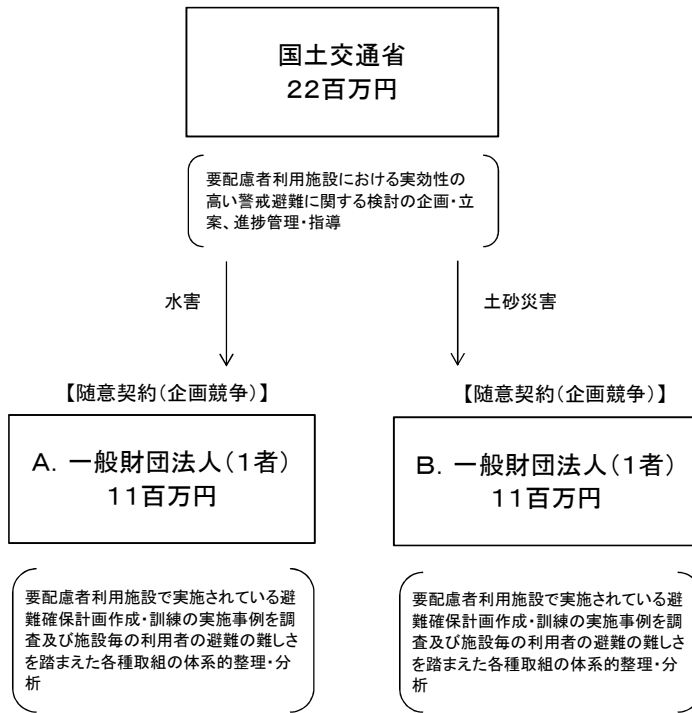 国土交通省
22百万円
要配慮者利用施設における実効性の
高い警戒避難に関する検討の企画・立
案、進捗管理・指導
水害
土砂災害
【随意契約(企画競争)】
【随意契約(企画競争)】
A. 一般財団法人(1者)
11百万円
B. 一般財団法人(1者)
11百万円
要配慮者利用施設で実施されている避
難確保計画作成・訓練の実施事例を調
査及び施設毎の利用者の避難の難しさ
を踏まえた各種取組の体系的整理・分
析
要配慮者利用施設で実施されている避
難確保計画作成・訓練の実施事例を調
査及び施設毎の利用者の避難の難しさ
を踏まえた各種取組の体系的整理・分
析